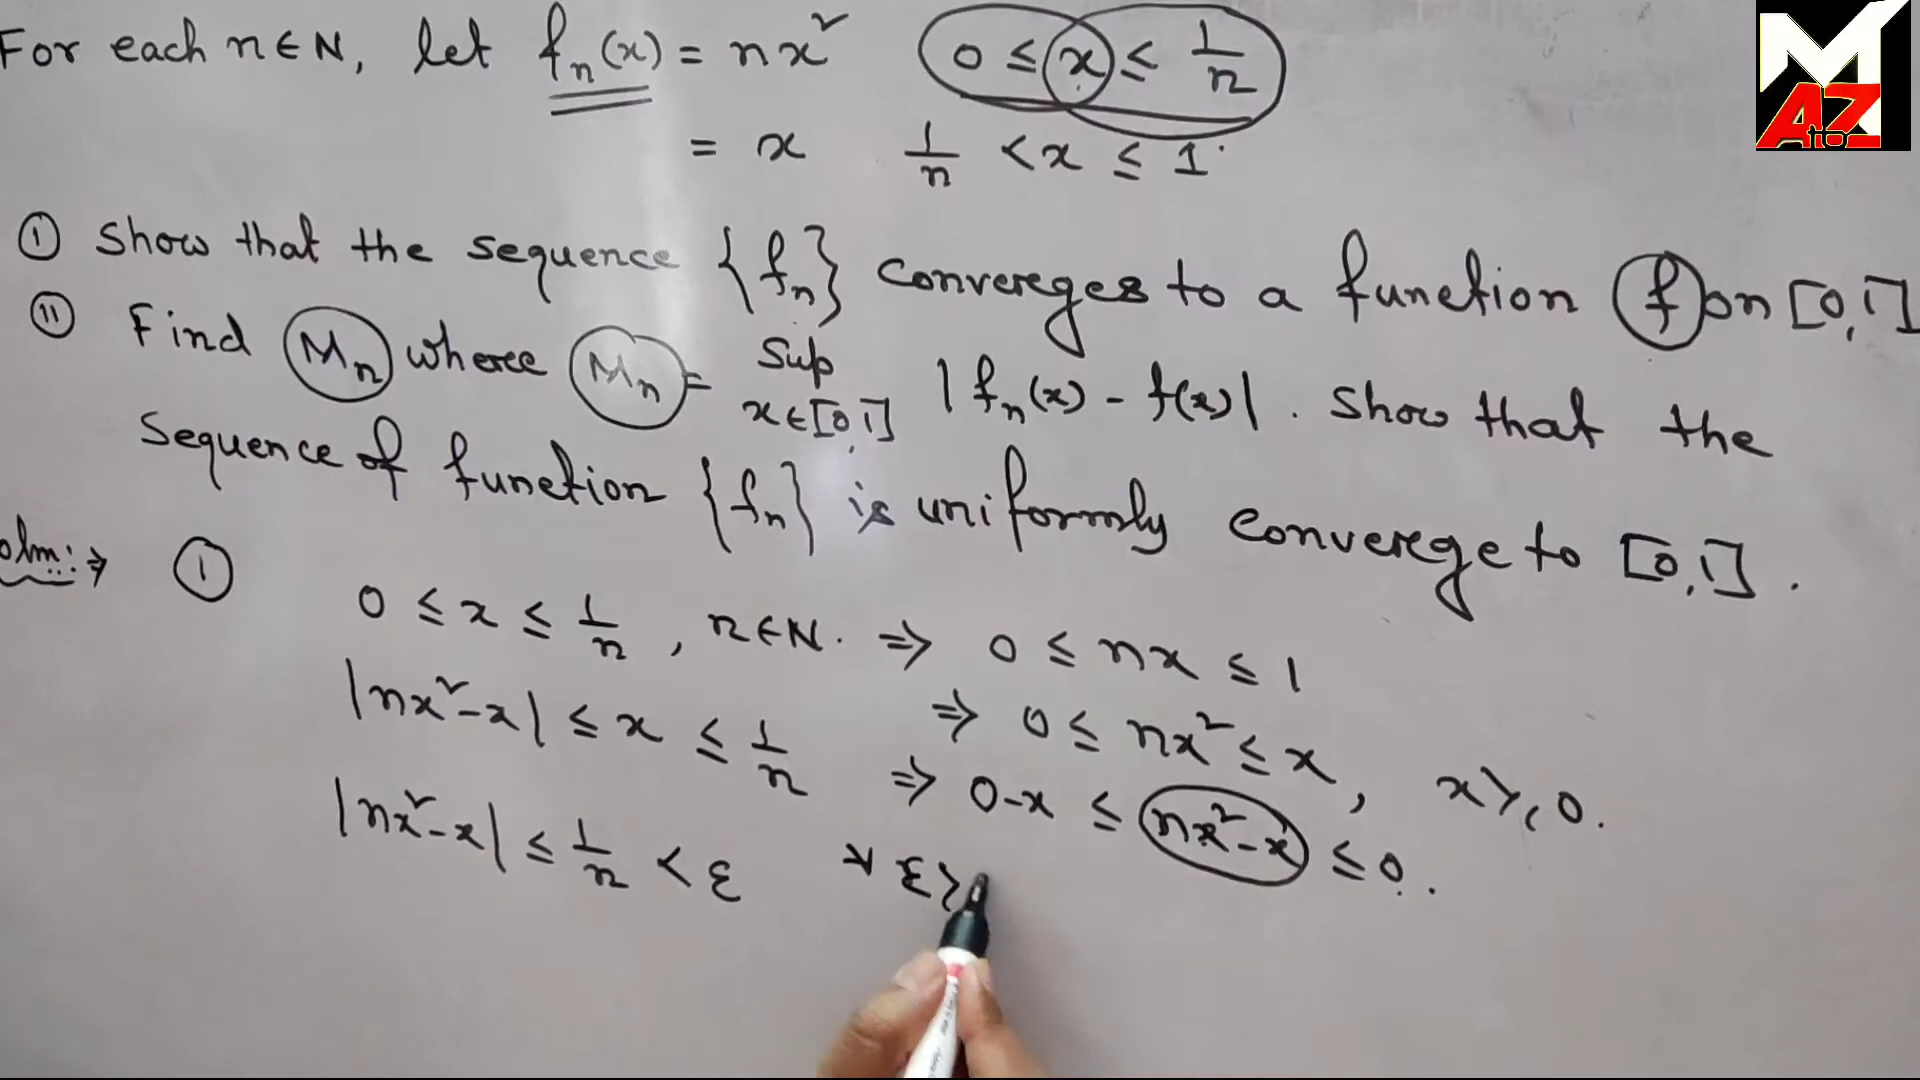 For each n∈N, let fₙ(x) = nx² 0 ≤ x ≤ 1/n
= x 1/n < x ≤ 1.
M
A to Z
① Show that the sequence {fₙ} converges to a function f on [0,1]
② Find Mₙ where Mₙ = Sup x∈[0,1] |fₙ(x) - f(x)|. Show that the
Sequence of function {fₙ} is uniformly converge to [0,1].
olm:⇒ ① 0 ≤ x ≤ 1/n, n∈N. ⇒ 0 ≤ nx ≤ 1
|nx²-x| ≤ x ≤ 1/n ⇒ 0 ≤ nx² ≤ x, x ≥ 0.
⇒ 0-x ≤ nx²-x ≤ 0.
|nx²-x| ≤ 1/n < ε ∀ ε >